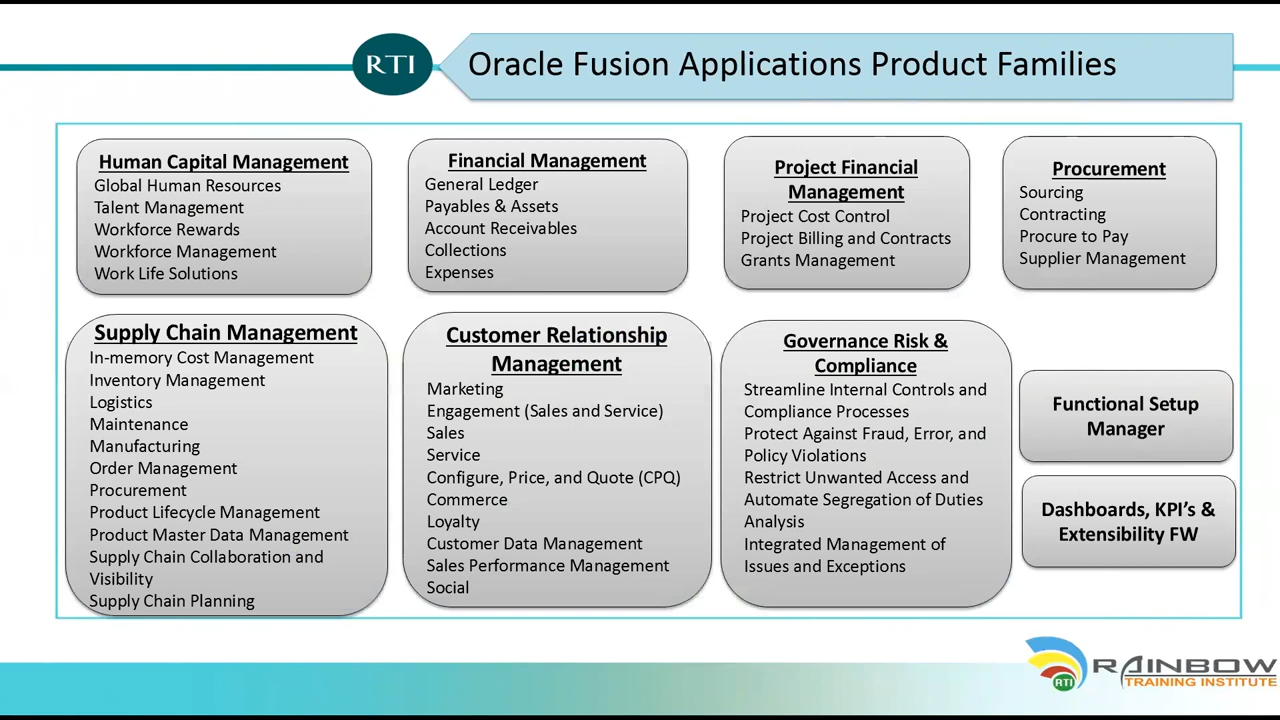 RTI
Oracle Fusion Applications Product Families
Human Capital Management
Global Human Resources
Talent Management
Workforce Rewards
Workforce Management
Work Life Solutions
Financial Management
General Ledger
Payables & Assets
Account Receivables
Collections
Expenses
Project Financial
Management
Project Cost Control
Project Billing and Contracts
Grants Management
Procurement
Sourcing
Contracting
Procure to Pay
Supplier Management
Supply Chain Management
In-memory Cost Management
Inventory Management
Logistics
Maintenance
Manufacturing
Order Management
Procurement
Product Lifecycle Management
Product Master Data Management
Supply Chain Collaboration and
Visibility
Supply Chain Planning
Customer Relationship
Management
Marketing
Engagement (Sales and Service)
Sales
Service
Configure, Price, and Quote (CPQ)
Commerce
Loyalty
Customer Data Management
Sales Performance Management
Social
Governance Risk &
Compliance
Streamline Internal Controls and
Compliance Processes
Protect Against Fraud, Error, and
Policy Violations
Restrict Unwanted Access and
Automate Segregation of Duties
Analysis
Integrated Management of
Issues and Exceptions
Functional Setup
Manager
Dashboards, KPI's &
Extensibility FW
RTI
RAINBOW
TRAINING INSTITUTE